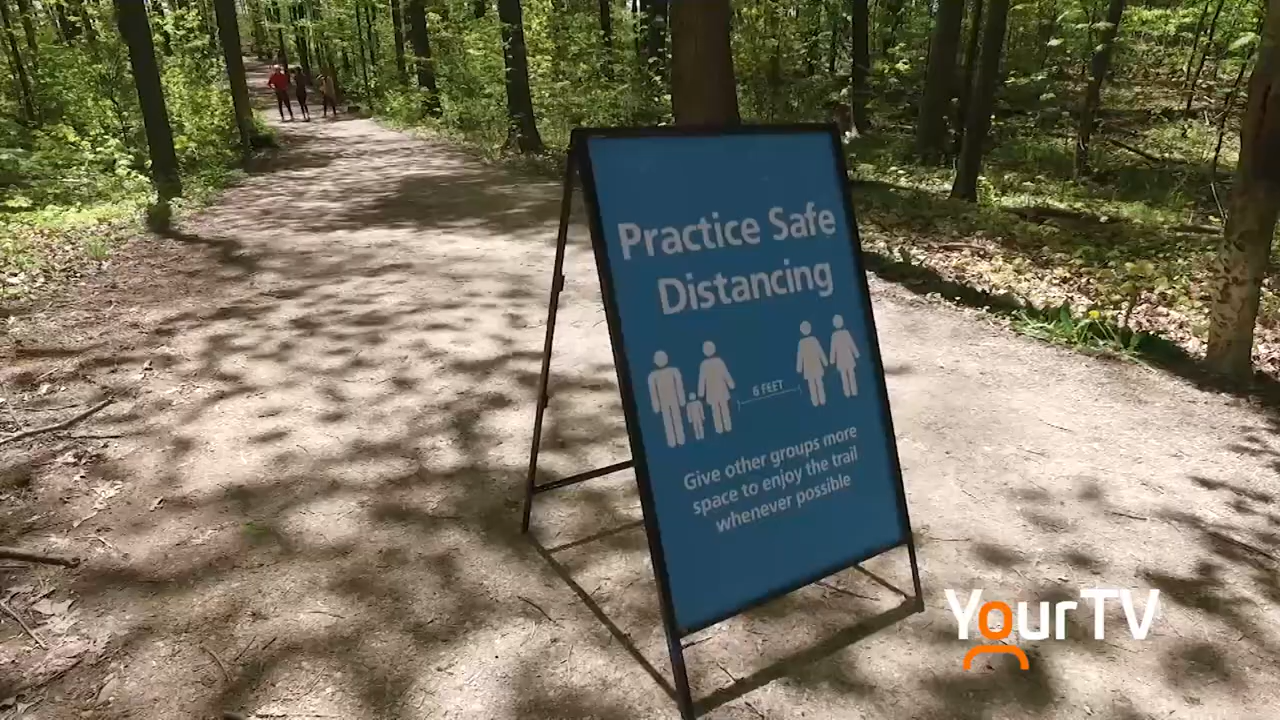 Practice Safe
Distancing
6 FEET
Give other groups more
space to enjoy the trail
whenever possible
YourTV